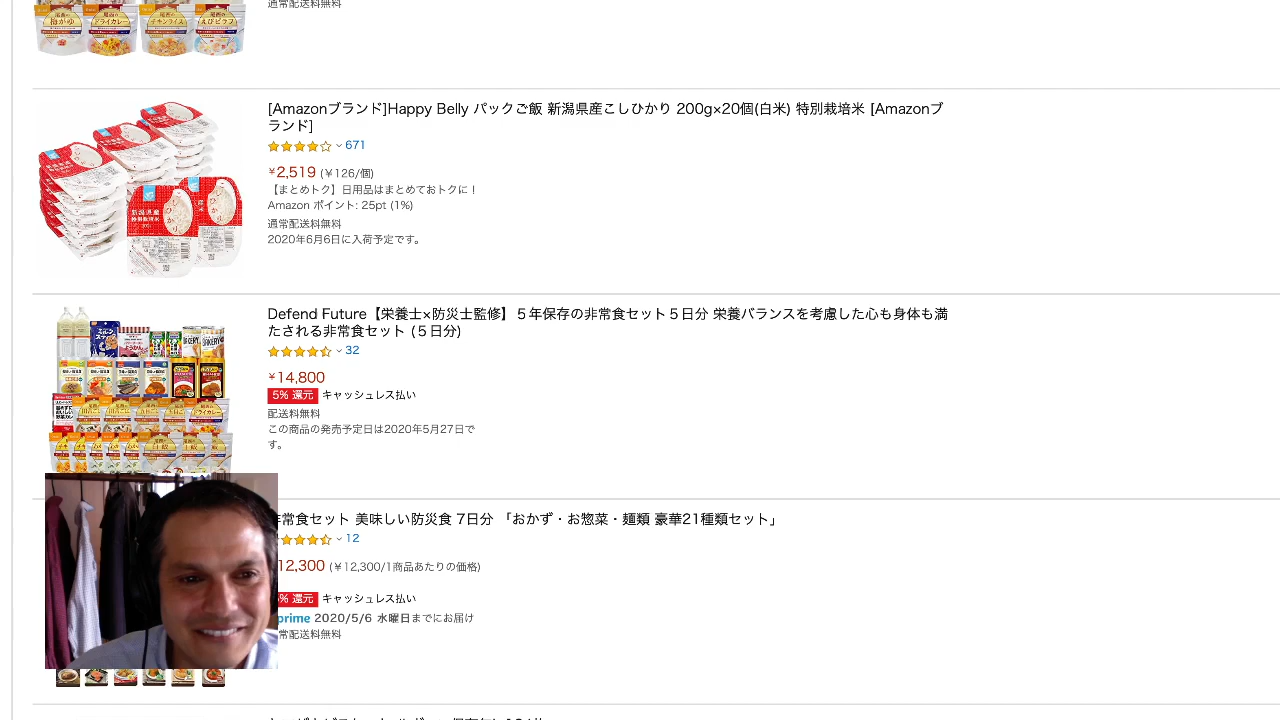 通常配送料無料
[Amazonブランド]Happy Belly パックご飯 新潟県産こしひかり 200g×20個(白米) 特別栽培米 [Amazonブ
ランド]
671
¥2,519 (¥126/個)
【まとめトク】日用品はまとめておトクに！
Amazon ポイント: 25pt (1%)
通常配送料無料
2020年6月6日に入荷予定です。
Defend Future【栄養士×防災士監修】５年保存の非常食セット５日分 栄養バランスを考慮した心も身体も満
たされる非常食セット (５日分)
32
¥14,800
5% 還元 キャッシュレス払い
配送料無料
この商品の発売予定日は2020年5月27日で
す。
常食セット 美味しい防災食 7日分 「おかず・お惣菜・麺類 豪華21種類セット」
12
12,300 (¥12,300/1商品あたりの価格)
% 還元 キャッシュレス払い
prime 2020/5/6 水曜日までにお届け
常配送料無料